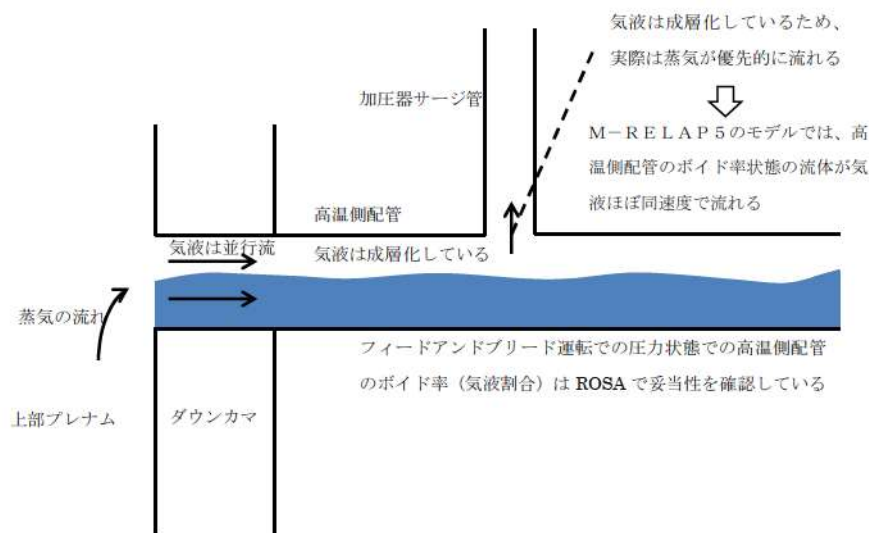 気液は成層化しているため、
実際は蒸気が優先的に流れる
加圧器サージ管
M-RELAP5のモデルでは、高
温側配管のボイド率状態の流体が気
液ほぼ同速度で流れる
高温側配管
気液は並行流
気液は成層化している
蒸気の流れ
フィードアンドブリード運転での圧力状態での高温側配管
のボイド率（気液割合）は ROSA で妥当性を確認している
上部プレナム
ダウンカマ